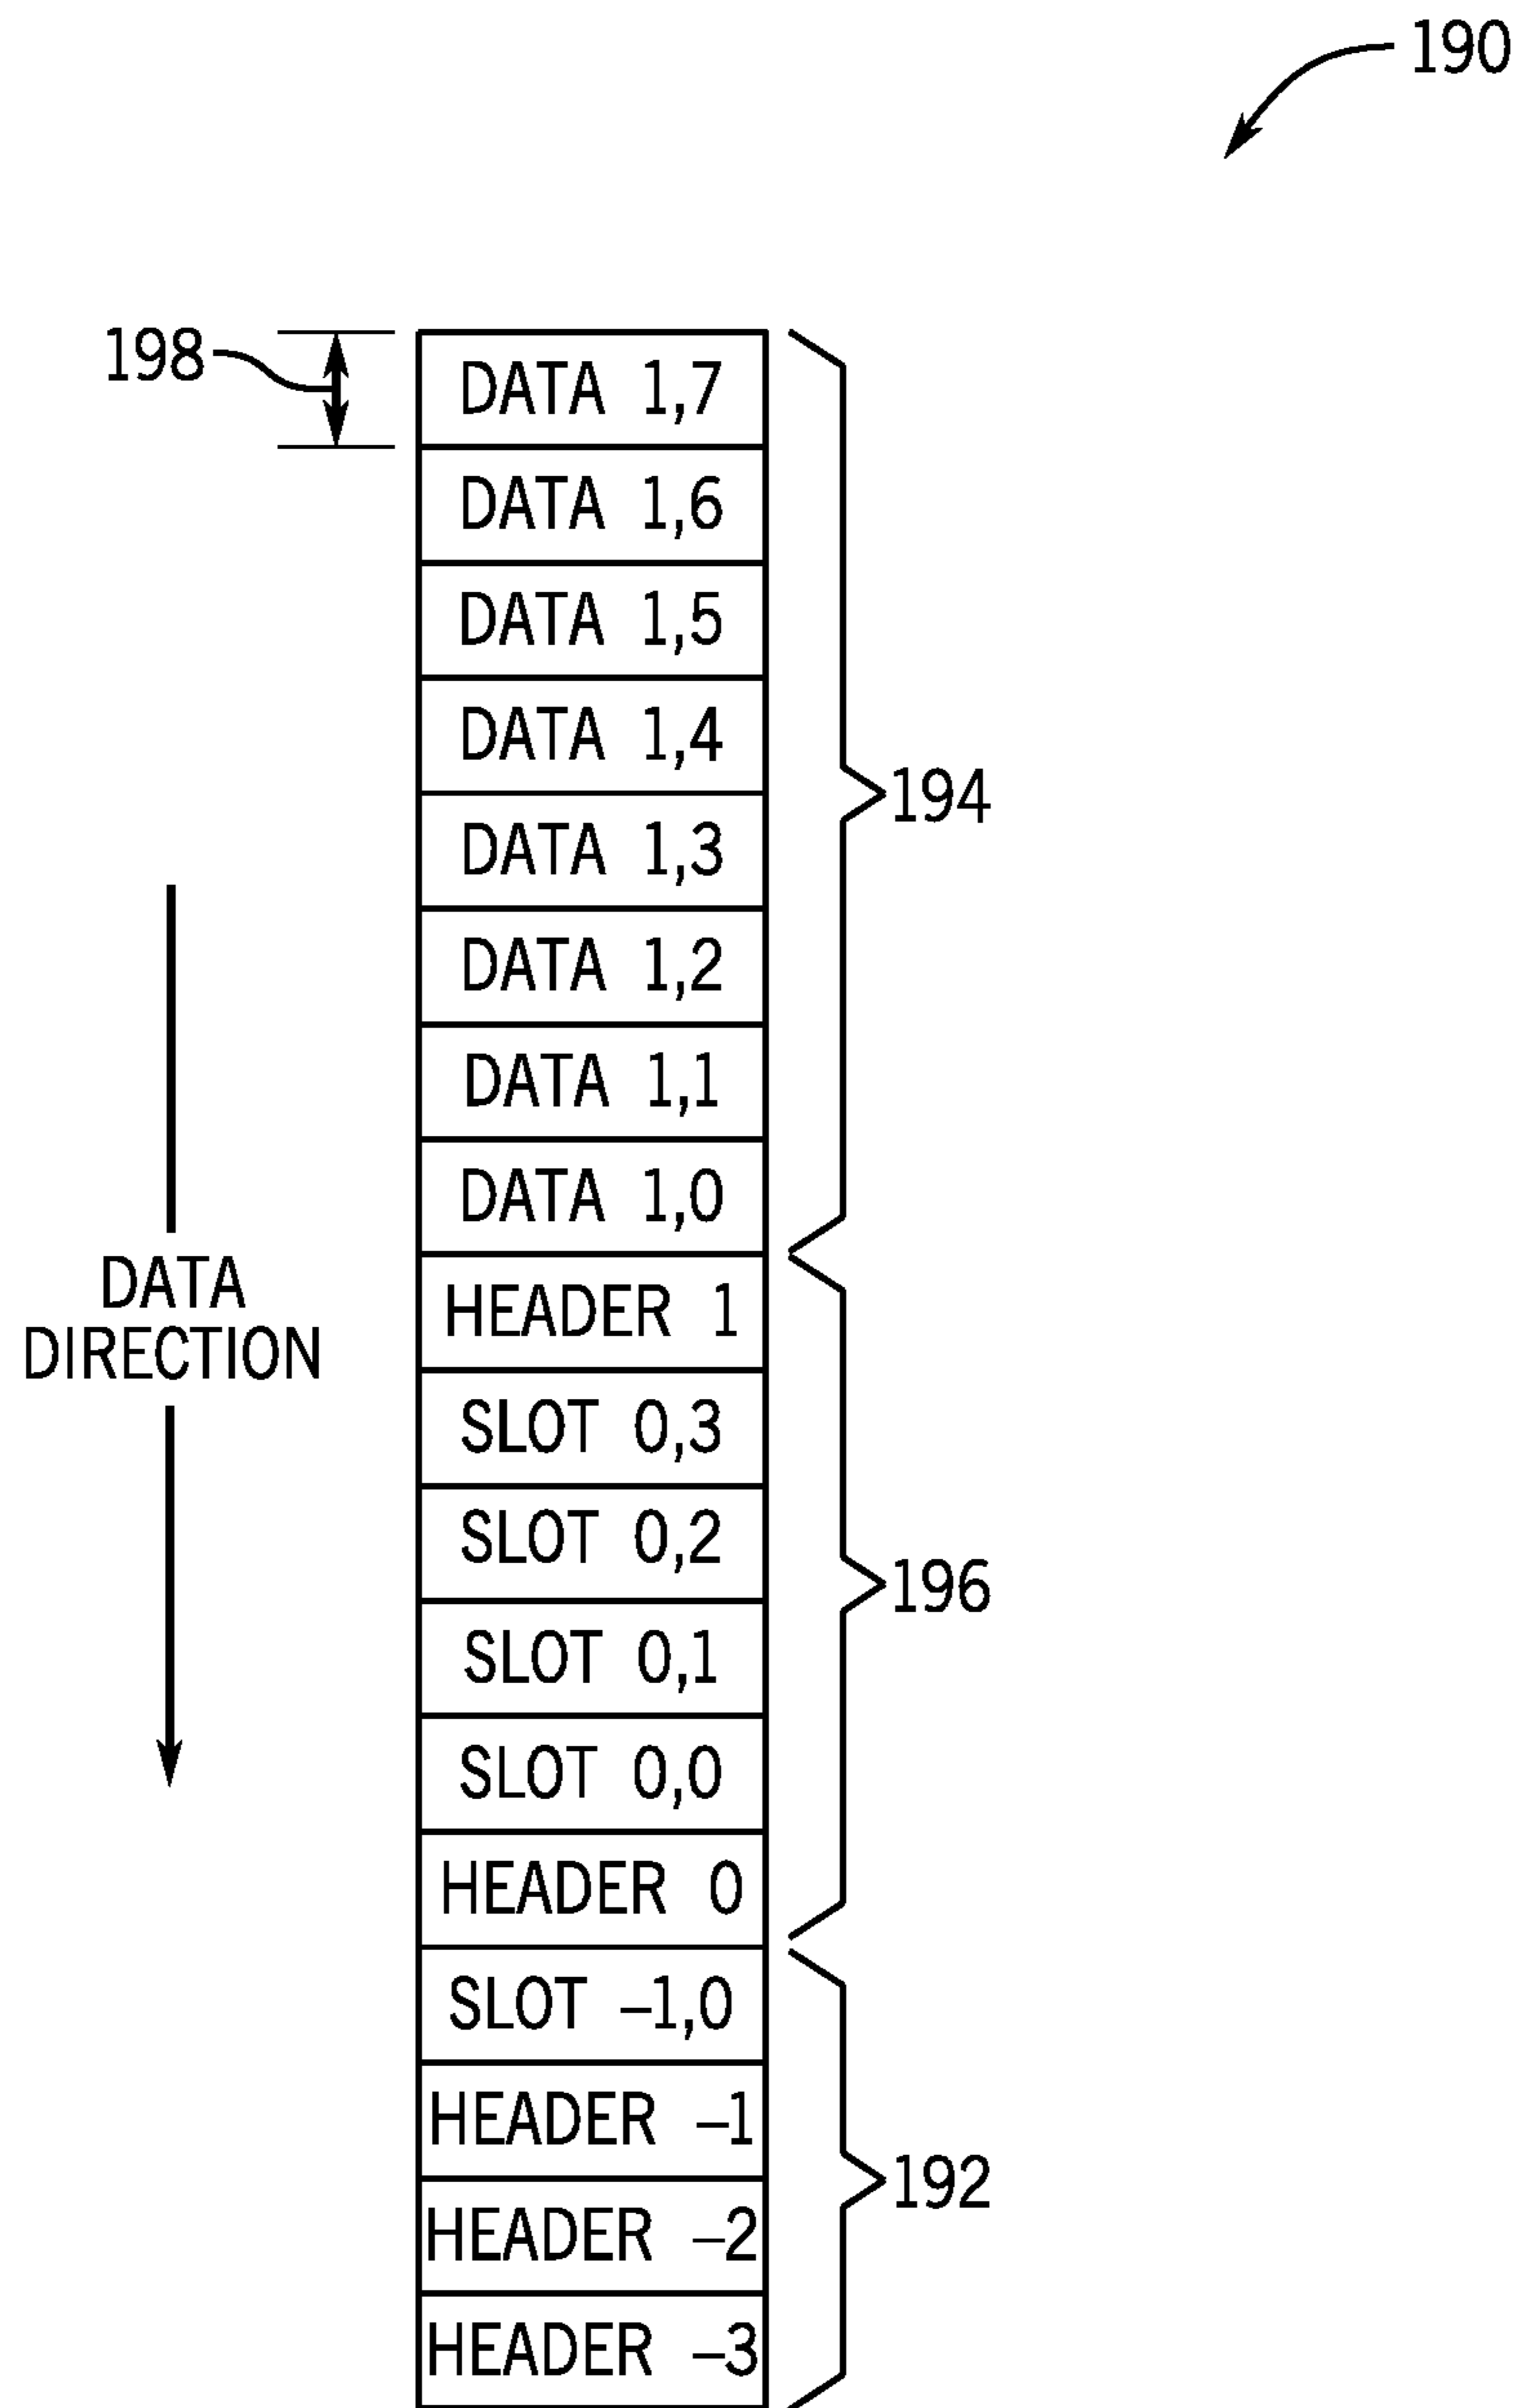 190
198
DATA 1,7
DATA 1,6
DATA 1,5
DATA 1,4
194
DATA 1,3
DATA 1,2
DATA 1,1
DATA 1,0
DATA
DIRECTION
HEADER 1
SLOT 0,3
SLOT 0,2
196
SLOT 0,1
SLOT 0,0
HEADER 0
SLOT –1,0
HEADER –1
192
HEADER –2
HEADER –3